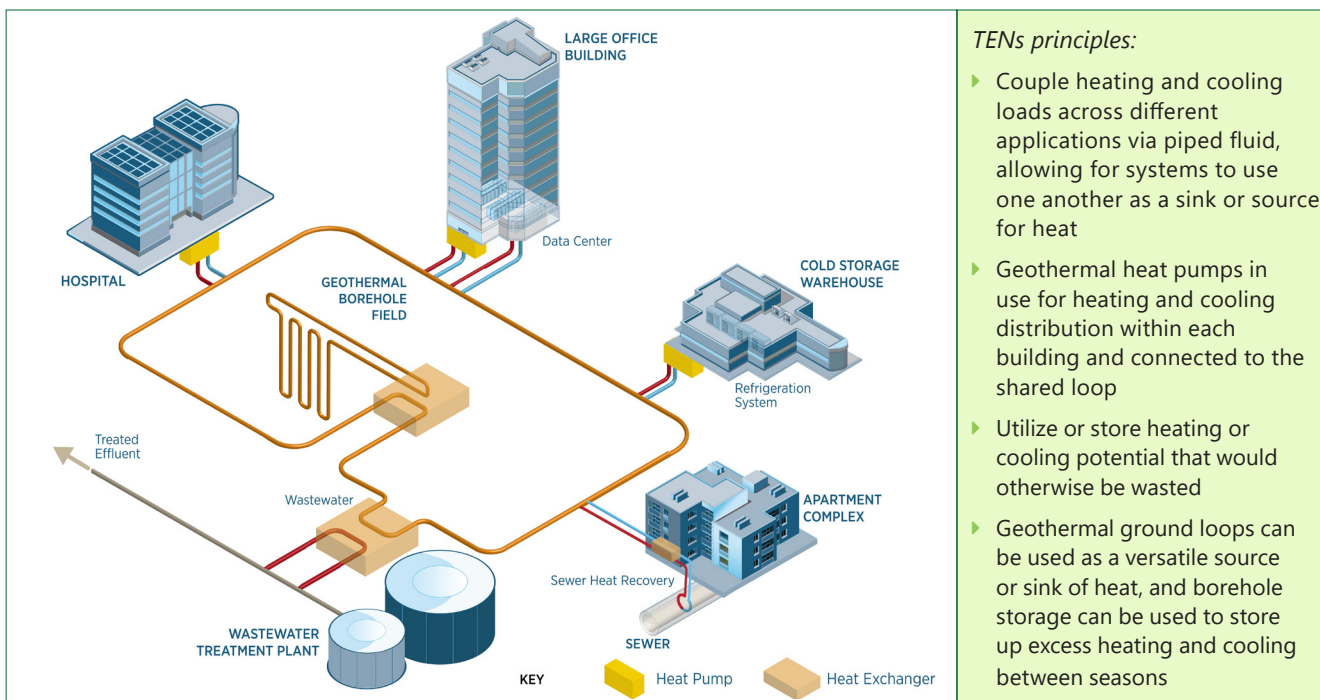 LARGE OFFICE
BUILDING
Data Center
HOSPITAL
GEOTHERMAL
BOREHOLE
FIELD
COLD STORAGE
WAREHOUSE
Refrigeration
System
Treated
Effluent
Wastewater
APARTMENT
COMPLEX
Sewer Heat Recovery
WASTEWATER
TREATMENT PLANT
SEWER
KEY
Heat Pump
Heat Exchanger
TENs principles:
Couple heating and cooling
loads across different
applications via piped fluid,
allowing for systems to use
one another as a sink or source
for heat
Geothermal heat pumps in
use for heating and cooling
distribution within each
building and connected to the
shared loop
Utilize or store heating or
cooling potential that would
otherwise be wasted
Geothermal ground loops can
be used as a versatile source
or sink of heat, and borehole
storage can be used to store
up excess heating and cooling
between seasons